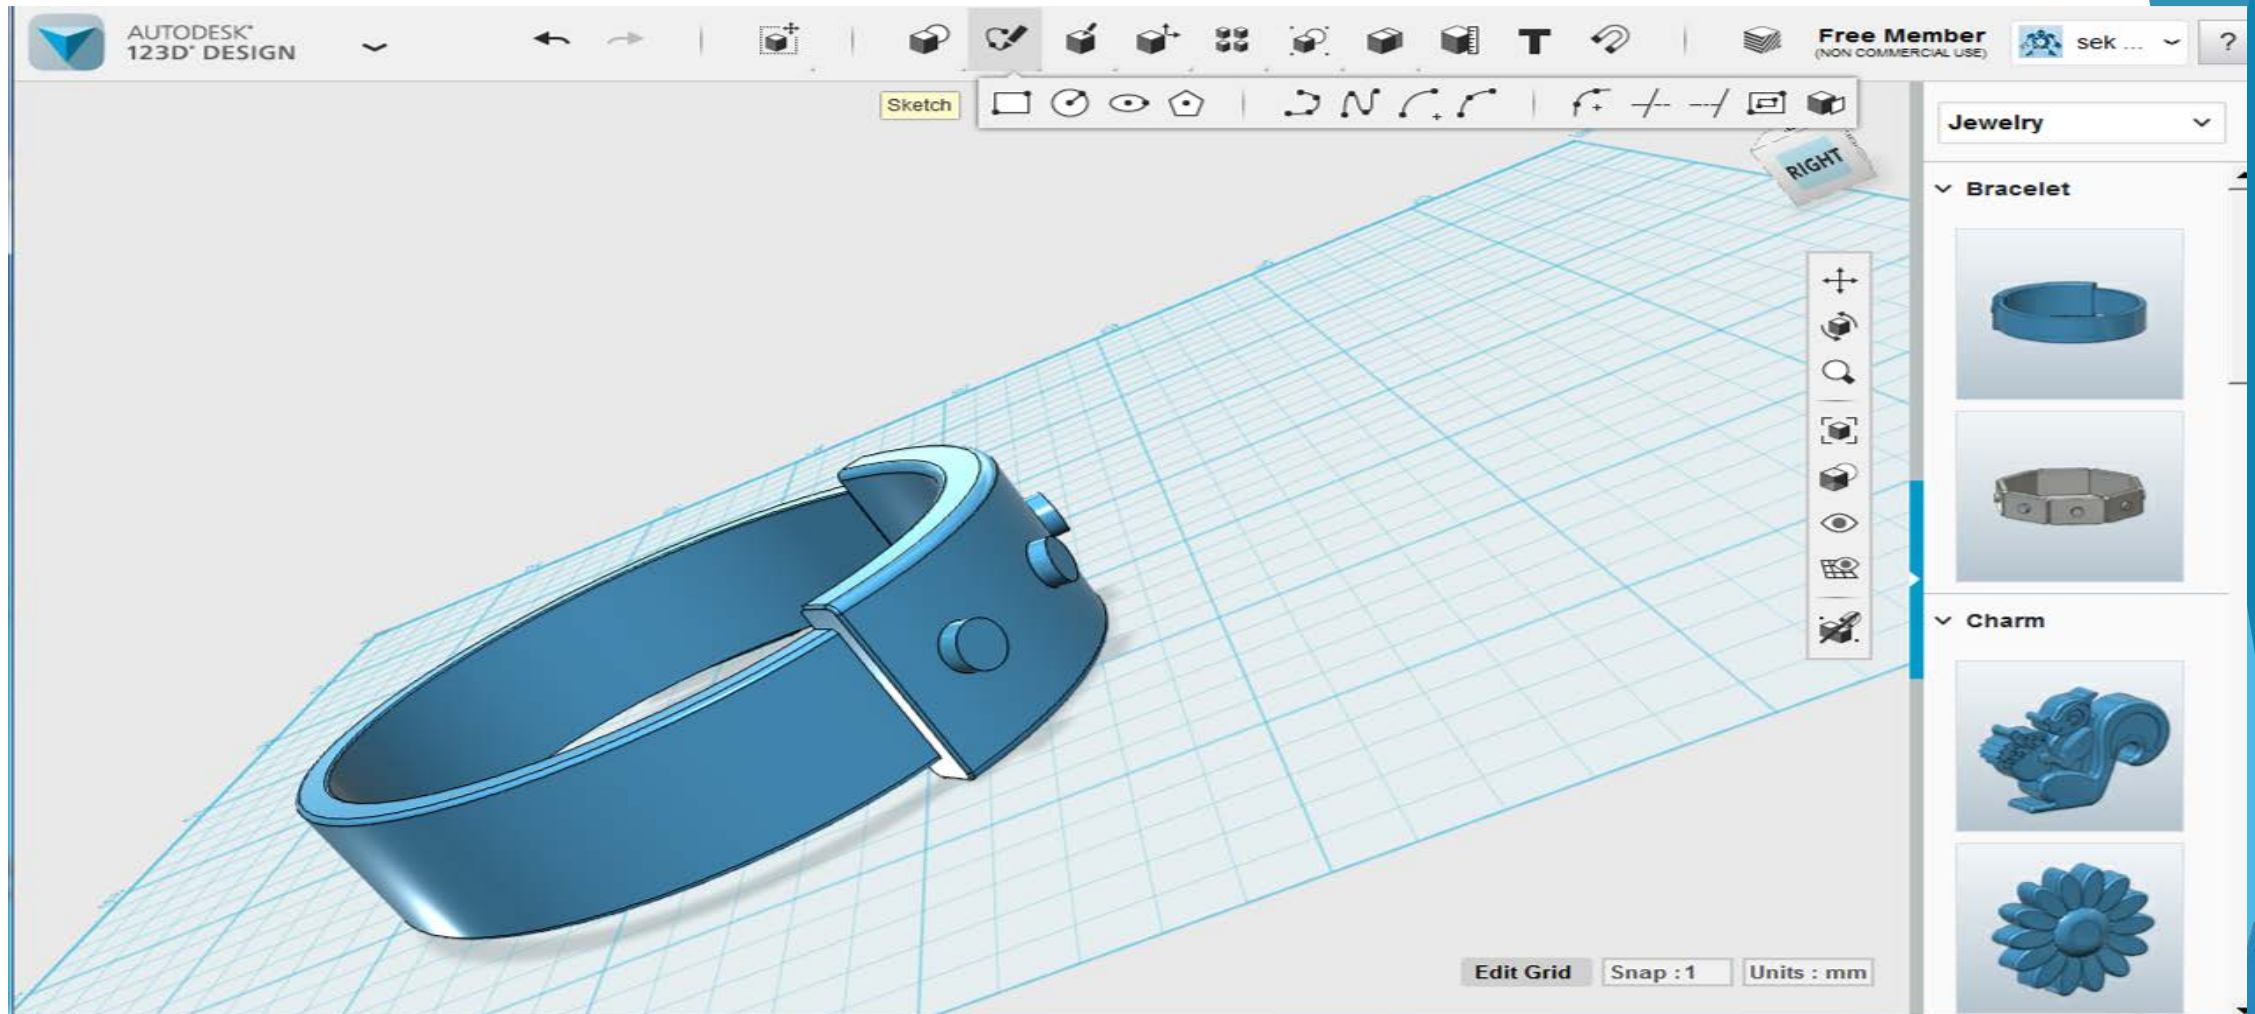 AUTODESK®
123D® DESIGN
Free Member
(NON COMMERCIAL USE)
sek ...
?
Sketch
Jewelry
RIGHT
Bracelet
Charm
Edit Grid
Snap : 1
Units : mm